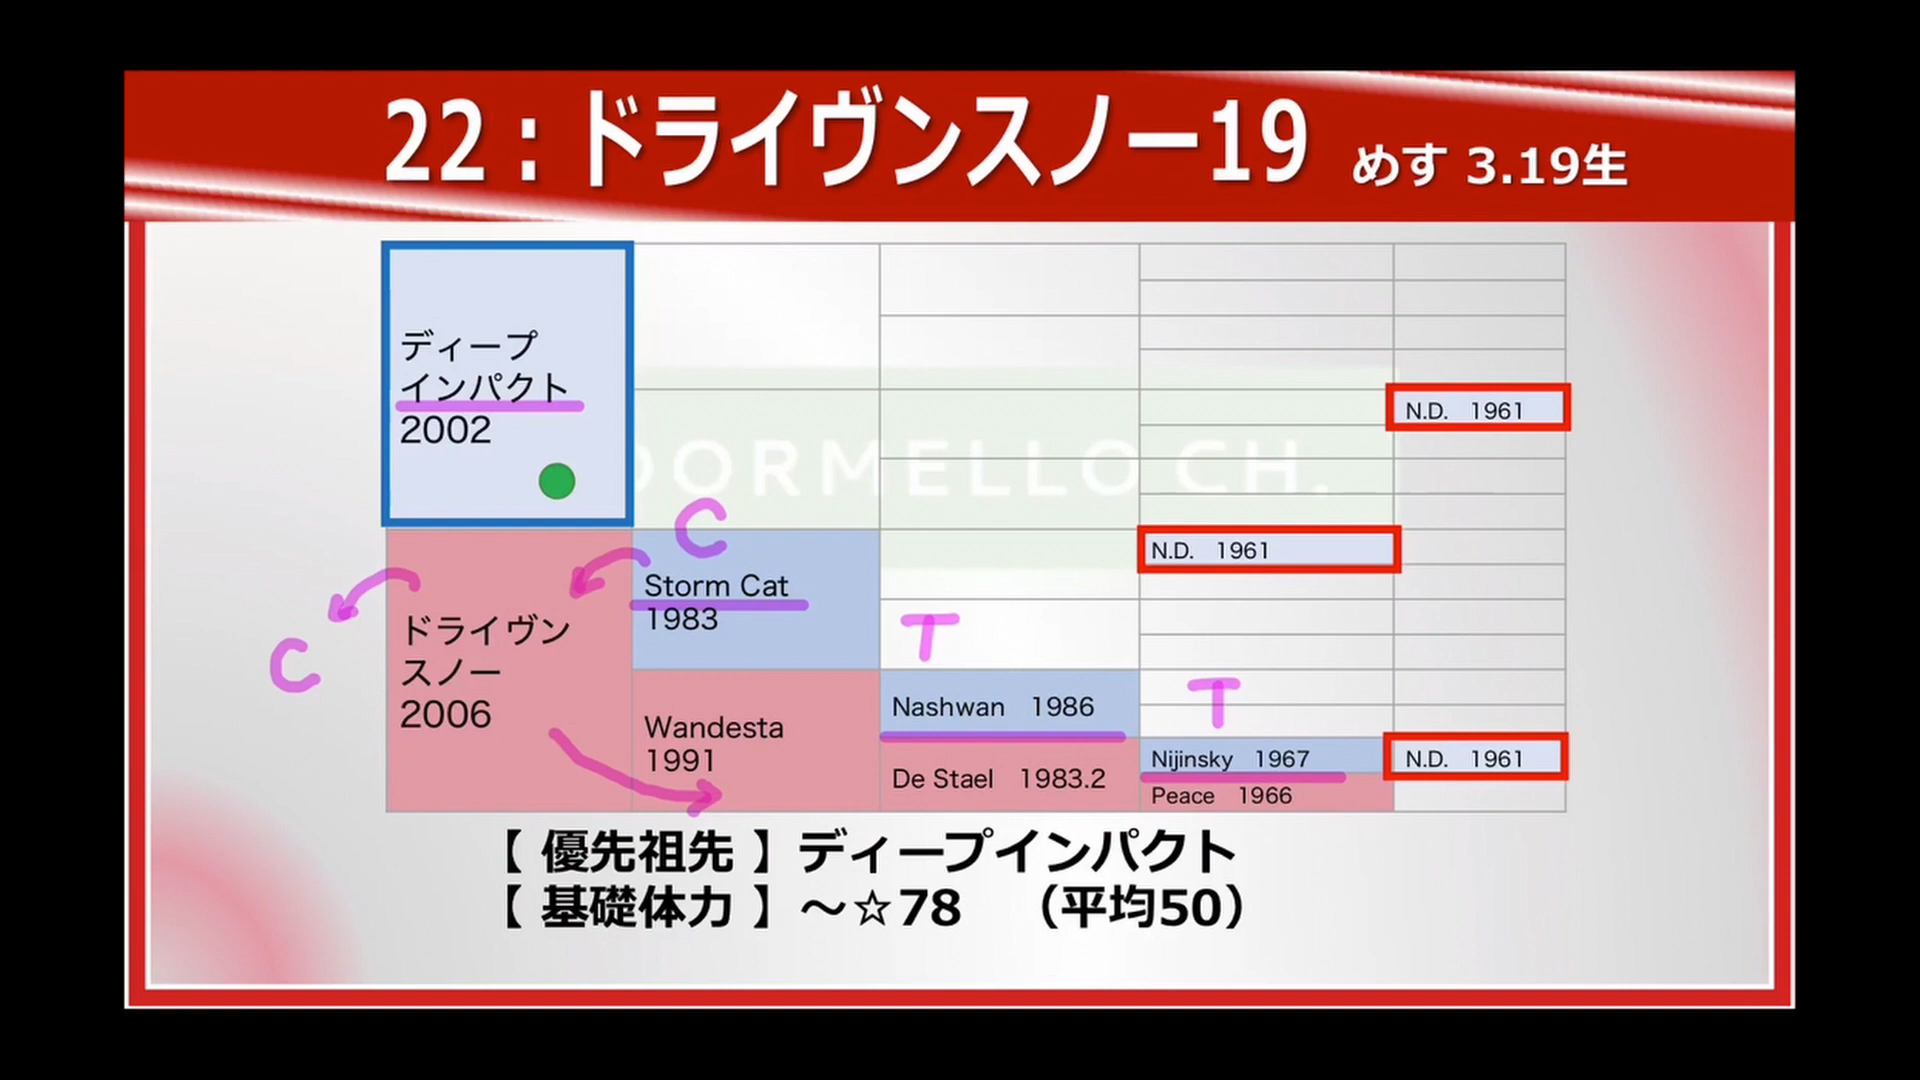 22：ドライヴンスノー19 めす 3.19生
ディープ
インパクト
2002
N.D. 1961
DORMELLO CH.
C
Storm Cat
1983
N.D. 1961
C
ドライヴン
スノー
2006
T
T
Wandesta
1991
Nashwan 1986
De Stael 1983.2
Nijinsky 1967
N.D. 1961
Peace 1966
【 優先祖先 】ディープインパクト
【 基礎体力 】～☆78 （平均50）